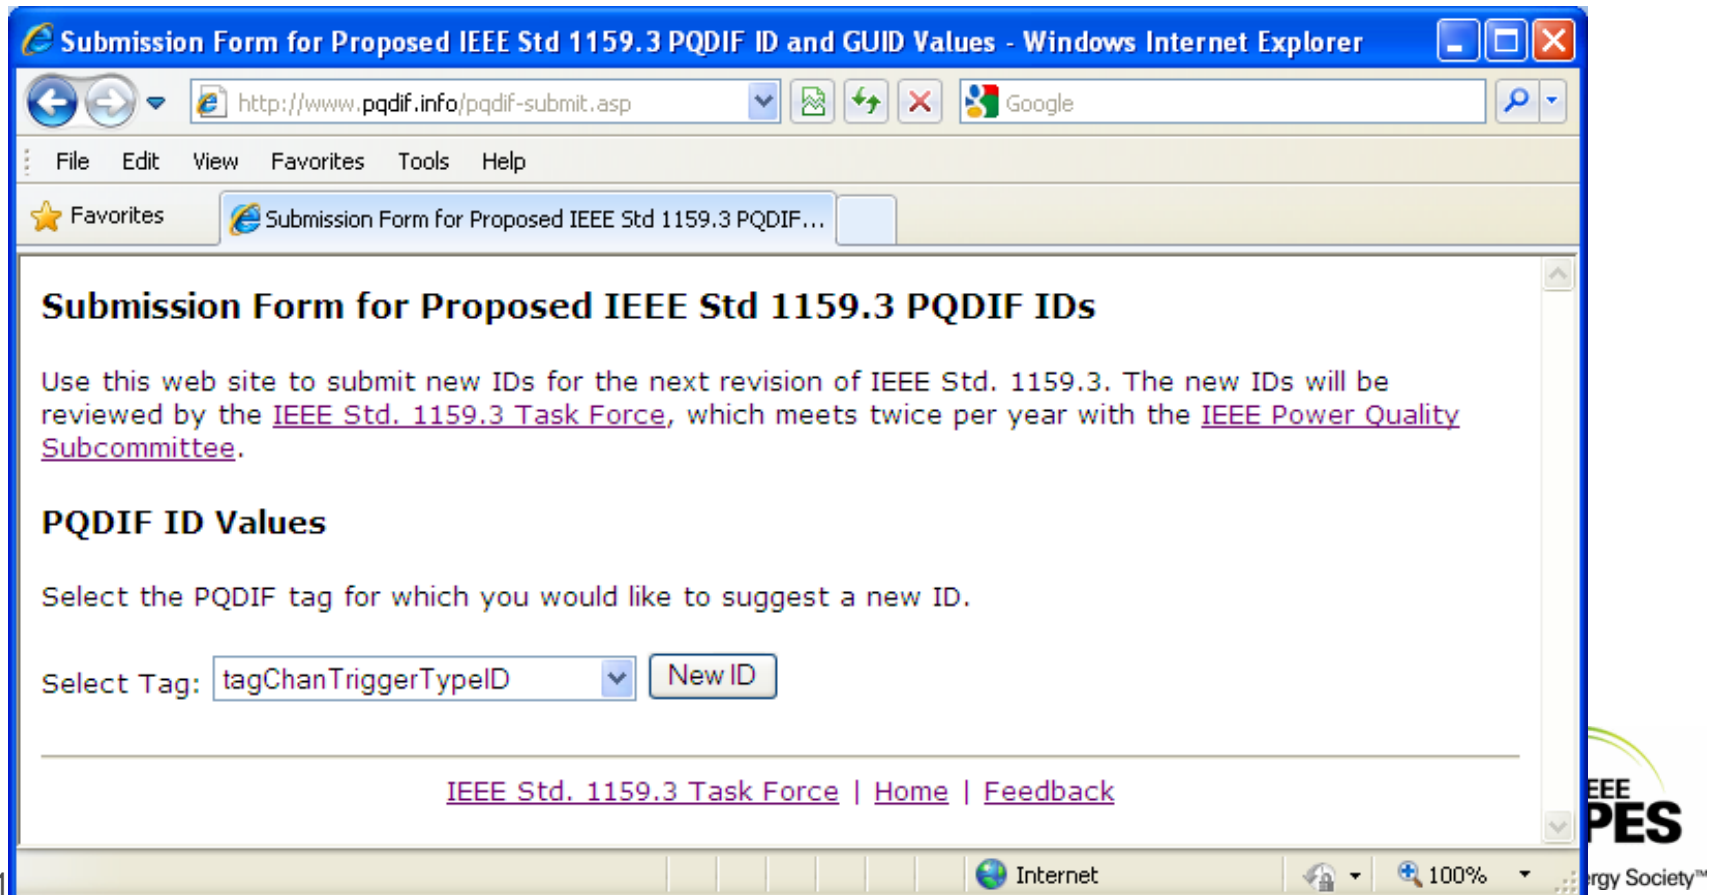 Submission Form for Proposed IEEE Std 1159.3 PQDIF ID and GUID Values - Windows Internet Explorer
http://www.pqdif.info/pqdif-submit.asp Google
File Edit View Favorites Tools Help
Favorites Submission Form for Proposed IEEE Std 1159.3 PQDIF...
Submission Form for Proposed IEEE Std 1159.3 PQDIF IDs
Use this web site to submit new IDs for the next revision of IEEE Std. 1159.3. The new IDs will be
reviewed by the IEEE Std. 1159.3 Task Force, which meets twice per year with the IEEE Power Quality
Subcommittee.
PQDIF ID Values
Select the PQDIF tag for which you would like to suggest a new ID.
Select Tag: tagChanTriggerTypeID New ID
IEEE Std. 1159.3 Task Force | Home | Feedback
Internet 100%
PES
Society™